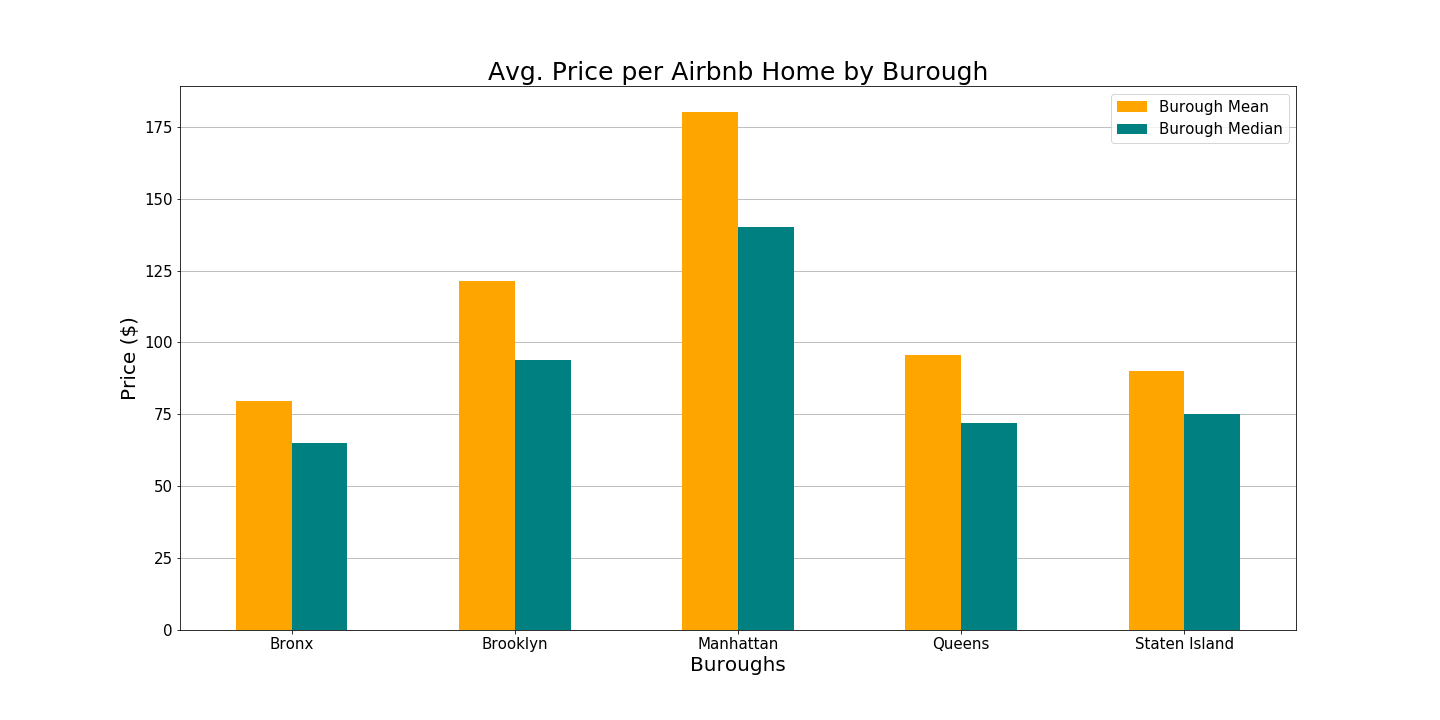 Avg. Price per Airbnb Home by Burough
Burough Mean
Burough Median
Price ($)
175
150
125
100
75
50
25
0
Bronx
Brooklyn
Manhattan
Queens
Staten Island
Buroughs